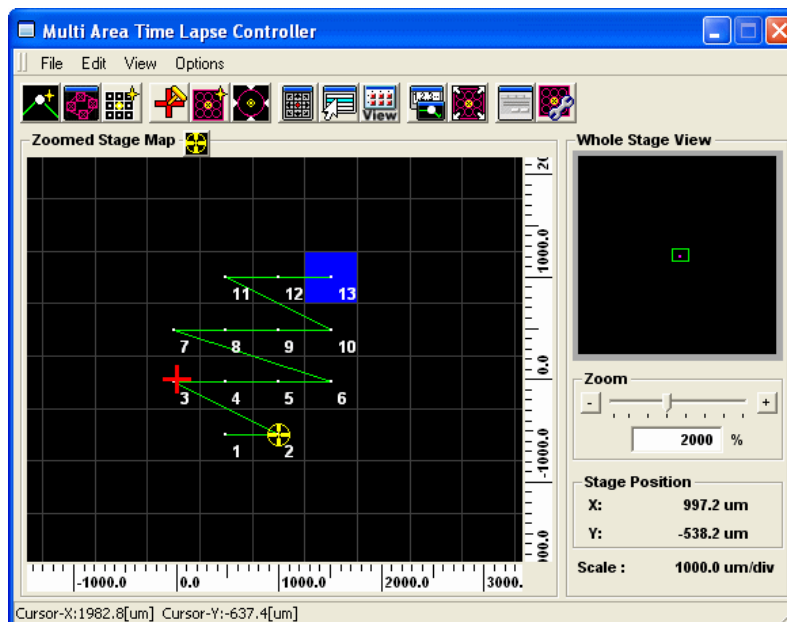 Multi Area Time Lapse Controller
File Edit View Options
1,2,3... View
Zoomed Stage Map
Whole Stage View
11 12 13
7 8 9 10
3 4 5 6
1 2
1000.0
0.0
-1000.0
-1000.0 0.0 1000.0 2000.0 3000.
Zoom
- +
2000 %
Stage Position
X: 997.2 um
Y: -538.2 um
Scale : 1000.0 um/div
Cursor-X:1982.8[um] Cursor-Y:-637.4[um]